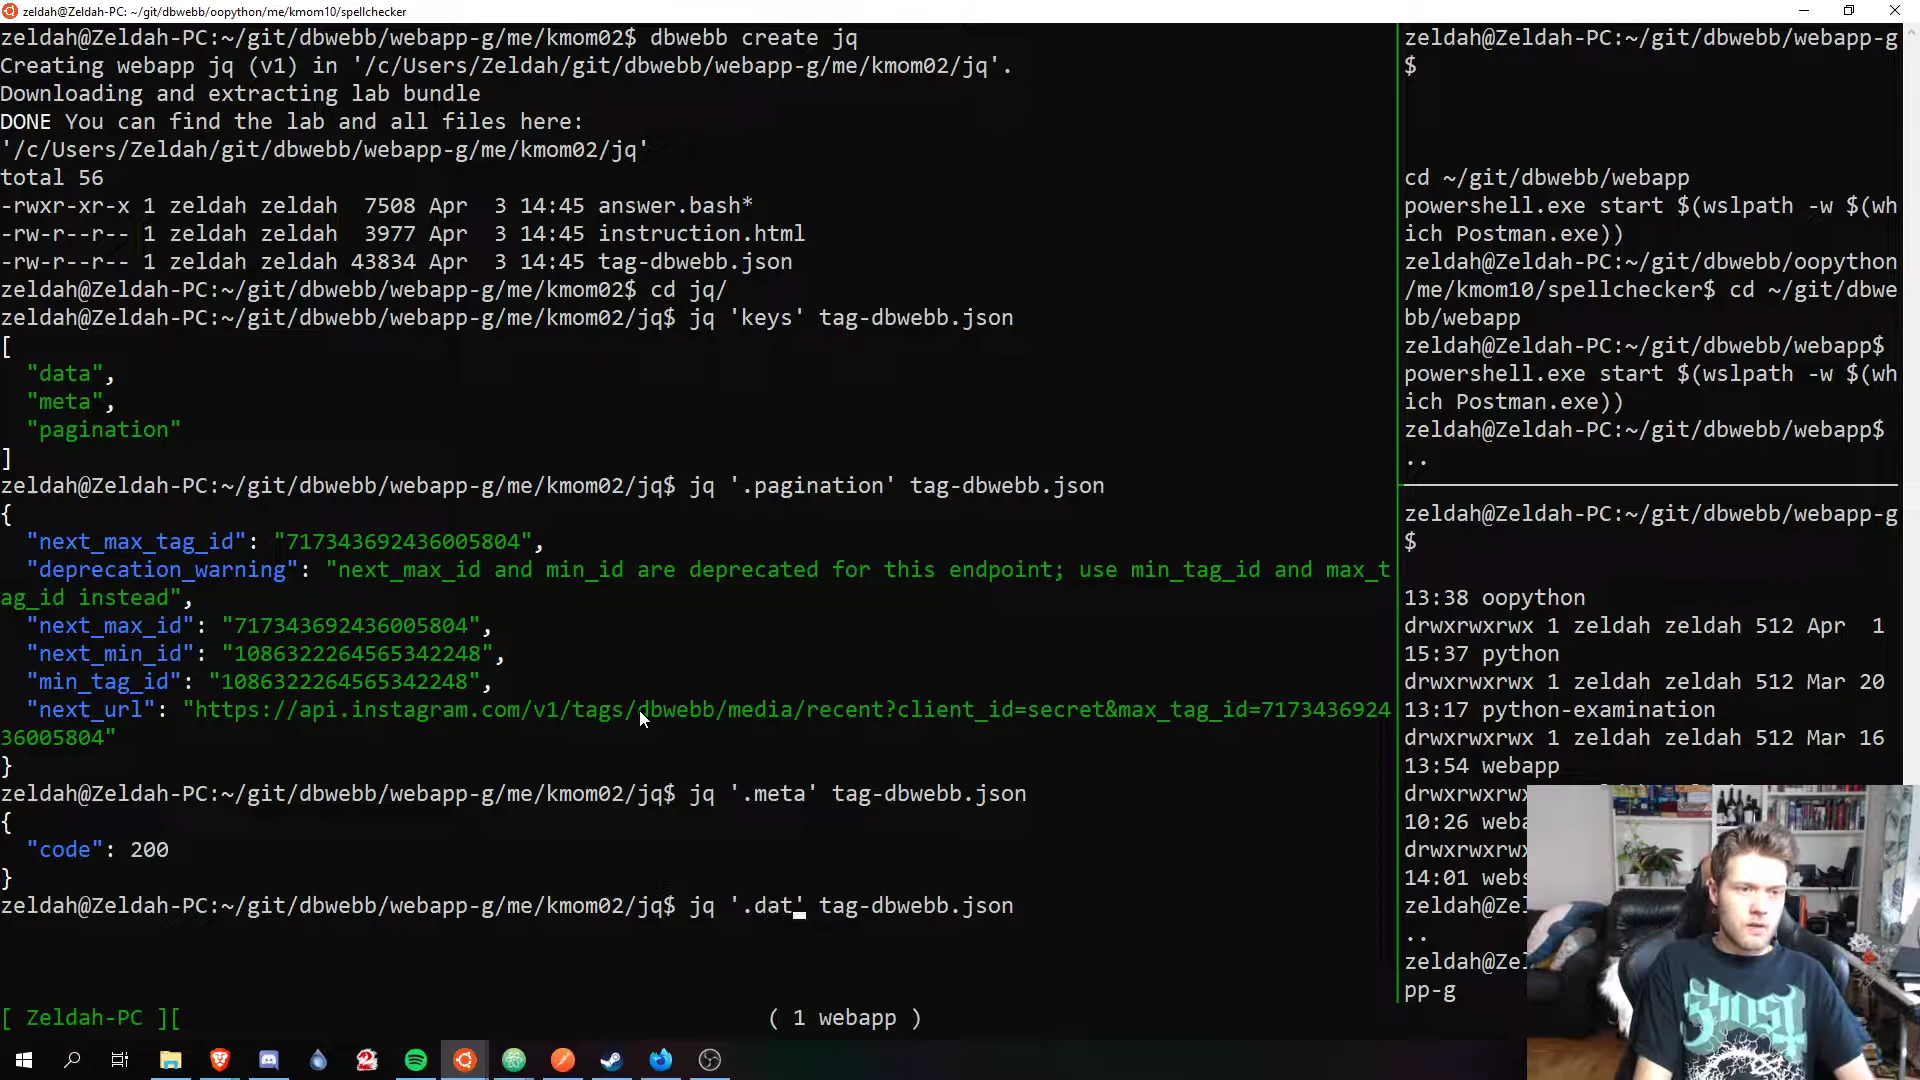 zeldah@Zeldah-PC: ~/git/dbwebb/oopython/me/kmom10/spellchecker
zeldah@Zeldah-PC:~/git/dbwebb/webapp-g/me/kmom02$ dbwebb create jq
Creating webapp jq (v1) in '/c/Users/Zeldah/git/dbwebb/webapp-g/me/kmom02/jq'.
Downloading and extracting lab bundle
DONE You can find the lab and all files here:
'/c/Users/Zeldah/git/dbwebb/webapp-g/me/kmom02/jq'
total 56
-rwxr-xr-x 1 zeldah zeldah  7508 Apr  3 14:45 answer.bash*
-rw-r--r-- 1 zeldah zeldah  3977 Apr  3 14:45 instruction.html
-rw-r--r-- 1 zeldah zeldah 43834 Apr  3 14:45 tag-dbwebb.json
zeldah@Zeldah-PC:~/git/dbwebb/webapp-g/me/kmom02$ cd jq/
zeldah@Zeldah-PC:~/git/dbwebb/webapp-g/me/kmom02/jq$ jq 'keys' tag-dbwebb.json
[
  "data",
  "meta",
  "pagination"
]
zeldah@Zeldah-PC:~/git/dbwebb/webapp-g/me/kmom02/jq$ jq '.pagination' tag-dbwebb.json
{
  "next_max_tag_id": "717343692436005804",
  "deprecation_warning": "next_max_id and min_id are deprecated for this endpoint; use min_tag_id and max_t
ag_id instead",
  "next_max_id": "717343692436005804",
  "next_min_id": "1086322264565342248",
  "min_tag_id": "1086322264565342248",
  "next_url": "https://api.instagram.com/v1/tags/dbwebb/media/recent?client_id=secret&max_tag_id=7173436924
36005804"
}
zeldah@Zeldah-PC:~/git/dbwebb/webapp-g/me/kmom02/jq$ jq '.meta' tag-dbwebb.json
{
  "code": 200
}
zeldah@Zeldah-PC:~/git/dbwebb/webapp-g/me/kmom02/jq$ jq '.dat' tag-dbwebb.json
[ Zeldah-PC ][
( 1 webapp )
zeldah@Zeldah-PC:~/git/dbwebb/webapp-g
$
cd ~/git/dbwebb/webapp
powershell.exe start $(wslpath -w $(wh
ich Postman.exe))
zeldah@Zeldah-PC:~/git/dbwebb/oopython
/me/kmom10/spellchecker$ cd ~/git/dbwe
bb/webapp
zeldah@Zeldah-PC:~/git/dbwebb/webapp$
powershell.exe start $(wslpath -w $(wh
ich Postman.exe))
zeldah@Zeldah-PC:~/git/dbwebb/webapp$
..
zeldah@Zeldah-PC:~/git/dbwebb/webapp-g
$
13:38 oopython
drwxrwxrwx 1 zeldah zeldah 512 Apr  1
15:37 python
drwxrwxrwx 1 zeldah zeldah 512 Mar 20
13:17 python-examination
drwxrwxrwx 1 zeldah zeldah 512 Mar 16
13:54 webapp
drwxrwx
10:26 web
drwxrwx
14:01 webs
zeldah@Zel
..
zeldah@Zel
pp-g
GHOST